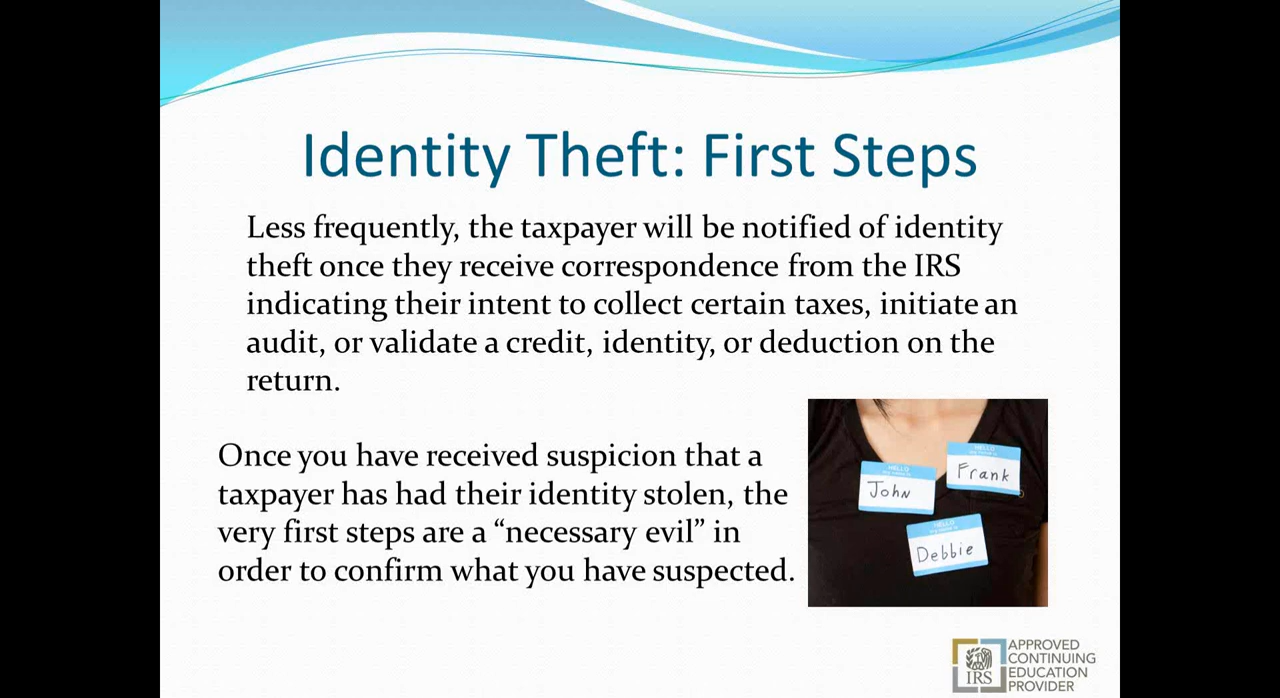 Identity Theft: First Steps
Less frequently, the taxpayer will be notified of identity
theft once they receive correspondence from the IRS
indicating their intent to collect certain taxes, initiate an
audit, or validate a credit, identity, or deduction on the
return.
Once you have received suspicion that a
taxpayer has had their identity stolen, the
very first steps are a “necessary evil” in
order to confirm what you have suspected.
HELLO
John
HELLO
Frank
HELLO
Debbie
IRS
APPROVED
CONTINUING
EDUCATION
PROVIDER